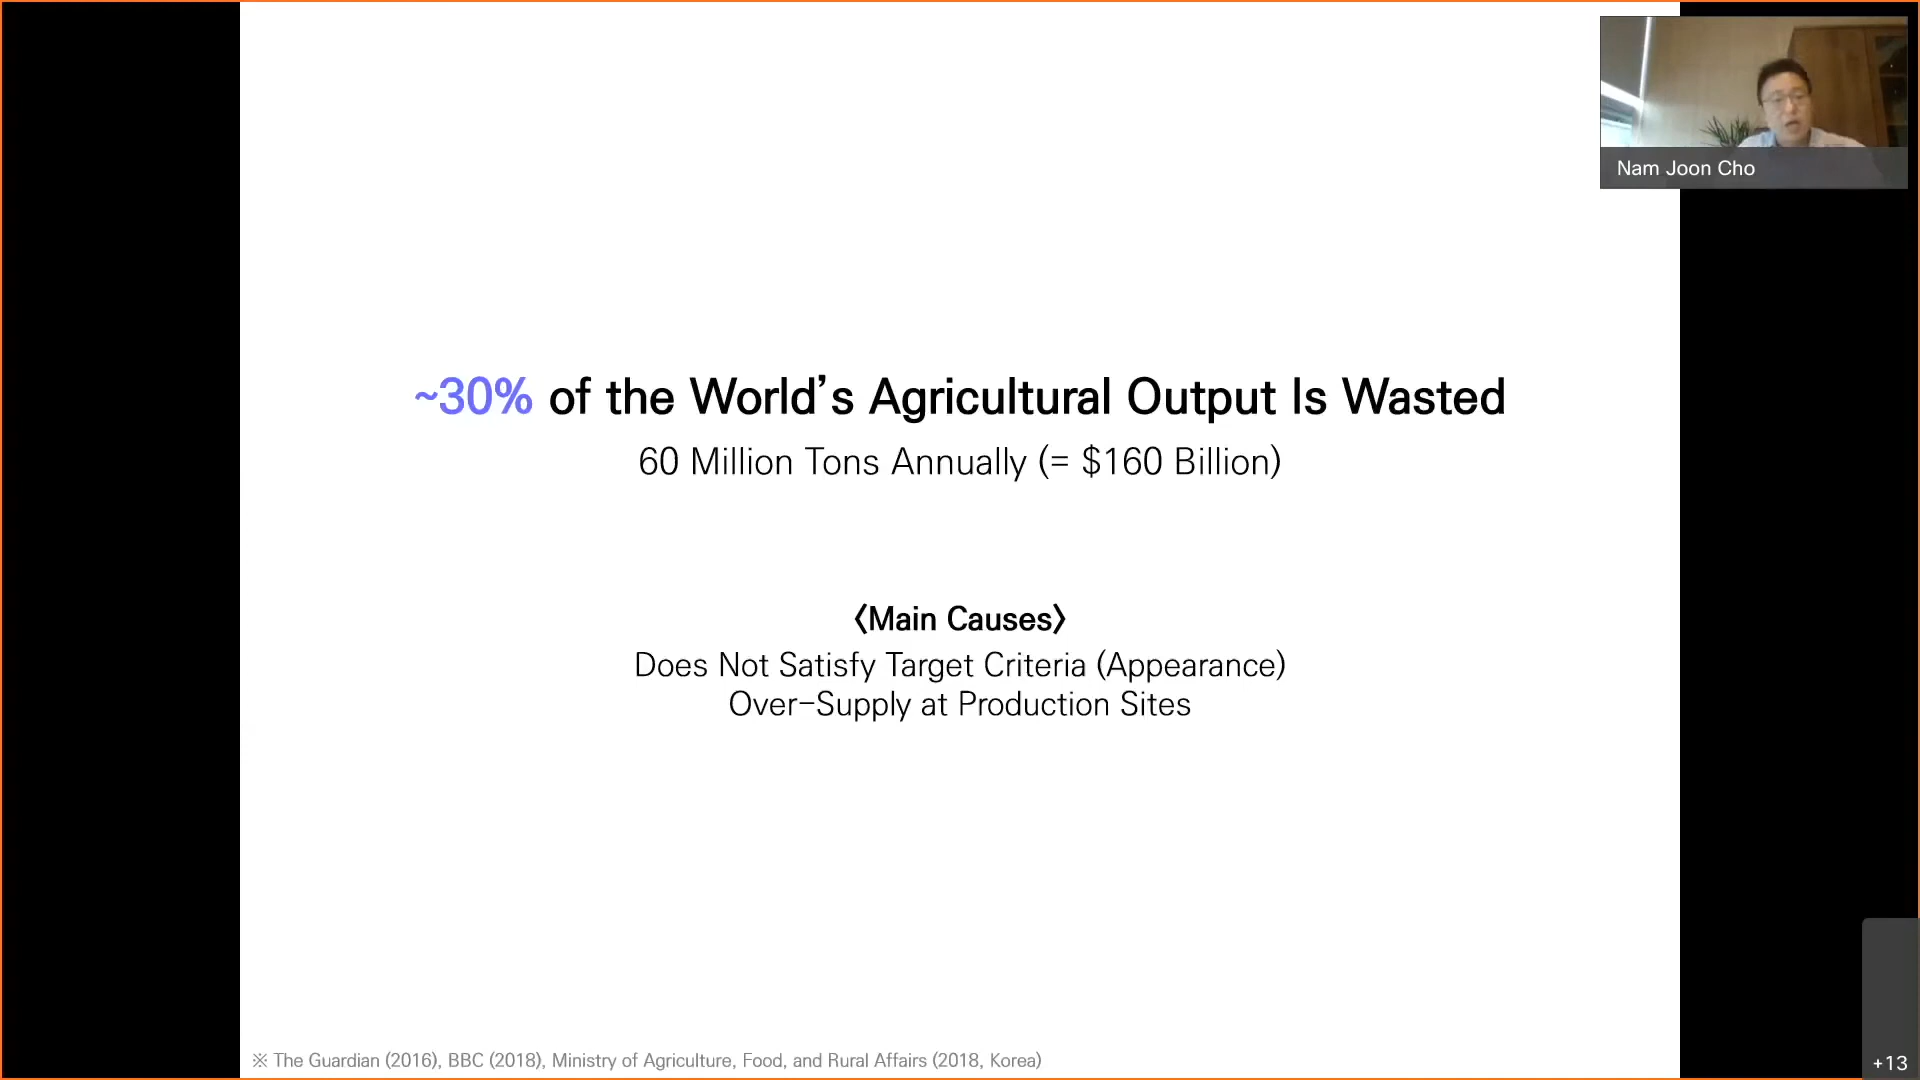 Nam Joon Cho
~30% of the World's Agricultural Output Is Wasted
60 Million Tons Annually (= $160 Billion)
〈Main Causes〉
Does Not Satisfy Target Criteria (Appearance)
Over-Supply at Production Sites
※ The Guardian (2016), BBC (2018), Ministry of Agriculture, Food, and Rural Affairs (2018, Korea)
+13